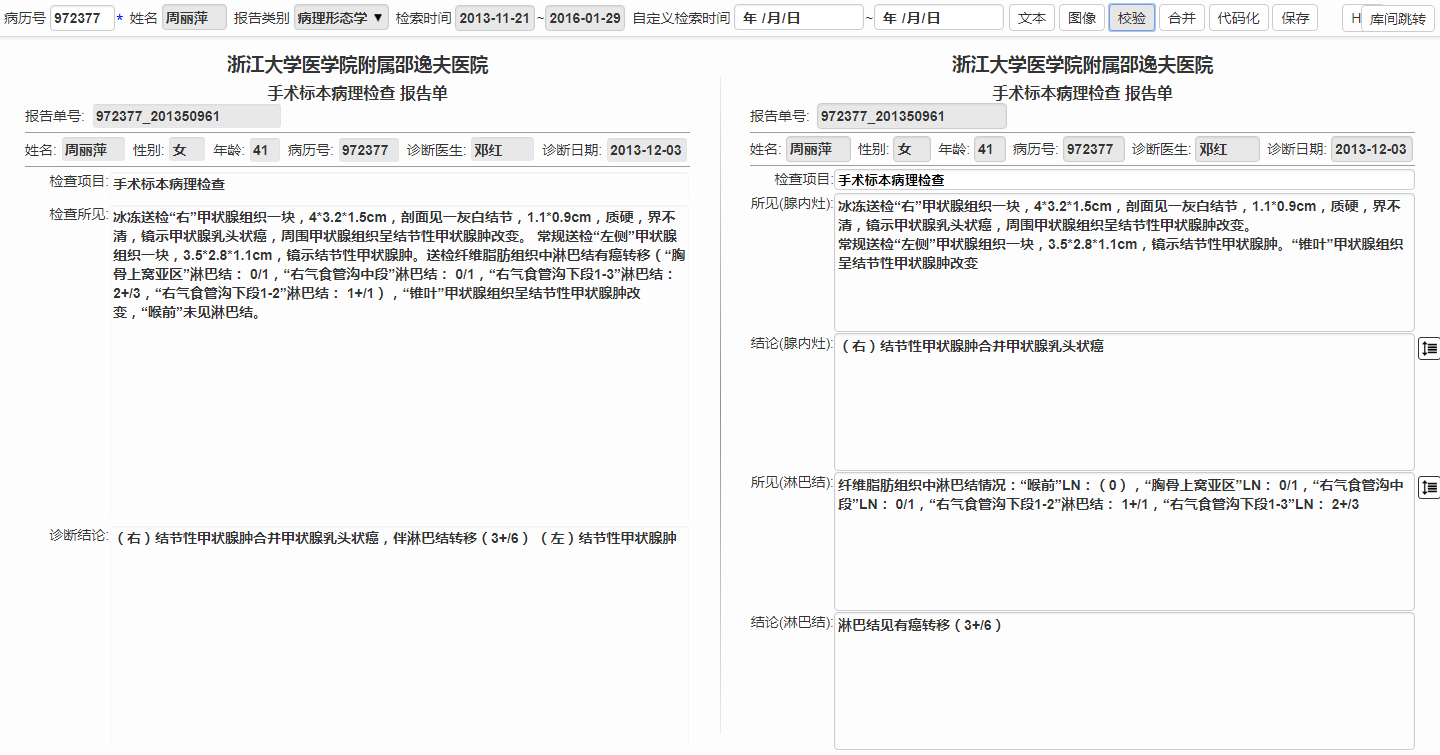 病历号 972377 * 姓名 周丽萍 报告类别 病理形态学 ▼ 检索时间 2013-11-21 ~ 2016-01-29 自定义检索时间 年 /月/日 ~ 年 /月/日 文本 图像 校验 合并 代码化 保存 H 库间跳转
浙江大学医学院附属邵逸夫医院
手术标本病理检查 报告单
报告单号: 972377_201350961
姓名: 周丽萍 性别: 女 年龄: 41 病历号: 972377 诊断医生: 邓红 诊断日期: 2013-12-03
检查项目: 手术标本病理检查
检查所见: 冰冻送检“右”甲状腺组织一块，4*3.2*1.5cm，剖面见一灰白结节，1.1*0.9cm，质硬，界不
清，镜示甲状腺乳头状癌，周围甲状腺组织呈结节性甲状腺肿改变。 常规送检“左侧”甲状腺
组织一块，3.5*2.8*1.1cm，镜示结节性甲状腺肿。送检纤维脂肪组织中淋巴结有癌转移（“胸
骨上窝亚区”淋巴结： 0/1，“右气食管沟中段”淋巴结： 0/1，“右气食管沟下段1-3”淋巴结：
2+/3，“右气食管沟下段1-2”淋巴结： 1+/1），“锥叶”甲状腺组织呈结节性甲状腺肿改
变，“喉前”未见淋巴结。
诊断结论: （右）结节性甲状腺肿合并甲状腺乳头状癌，伴淋巴结转移（3+/6）（左）结节性甲状腺肿
浙江大学医学院附属邵逸夫医院
手术标本病理检查 报告单
报告单号: 972377_201350961
姓名: 周丽萍 性别: 女 年龄: 41 病历号: 972377 诊断医生: 邓红 诊断日期: 2013-12-03
检查项目: 手术标本病理检查
所见(腺内灶): 冰冻送检“右”甲状腺组织一块，4*3.2*1.5cm，剖面见一灰白结节，1.1*0.9cm，质硬，界不
清，镜示甲状腺乳头状癌，周围甲状腺组织呈结节性甲状腺肿改变。
常规送检“左侧”甲状腺组织一块，3.5*2.8*1.1cm，镜示结节性甲状腺肿。“锥叶”甲状腺组织
呈结节性甲状腺肿改变
结论(腺内灶): （右）结节性甲状腺肿合并甲状腺乳头状癌
所见(淋巴结): 纤维脂肪组织中淋巴结情况：“喉前”LN：（0），“胸骨上窝亚区”LN： 0/1，“右气食管沟中
段”LN： 0/1，“右气食管沟下段1-2”淋巴结： 1+/1，“右气食管沟下段1-3”LN： 2+/3
结论(淋巴结): 淋巴结见有癌转移（3+/6）